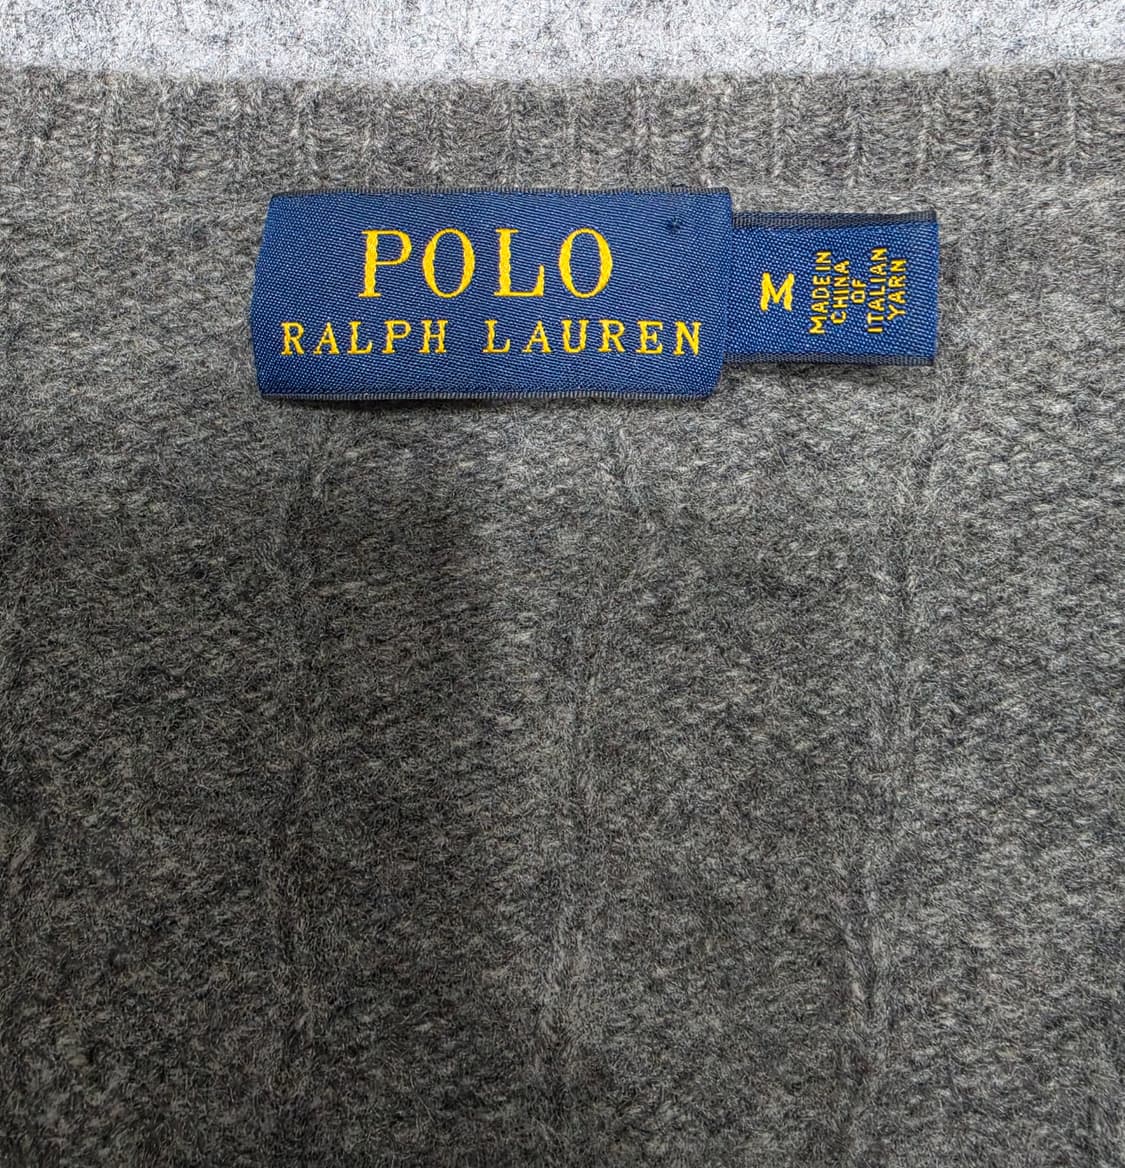 POLO
RALPH LAUREN
M
MADE IN
CHINA
OF
ITALIAN
YARN